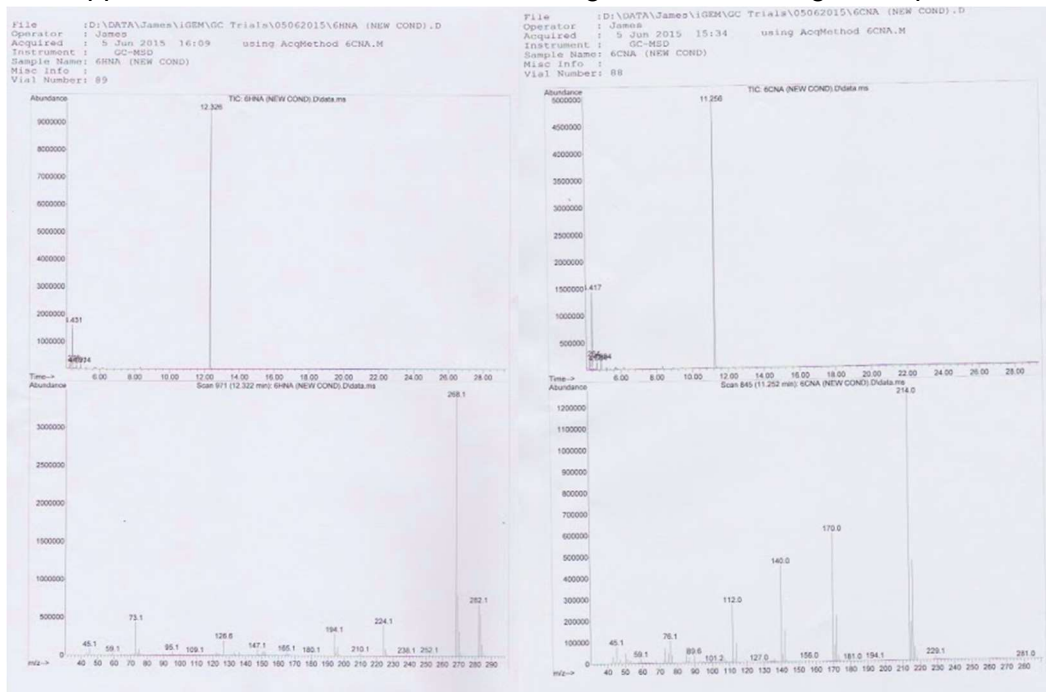 File :D:\DATA\James\iGEM\GC Trials\05062015\6HNA (NEW COND).D
Operator : James
Acquired : 5 Jun 2015 16:09 using AcqMethod 6CNA.M
Instrument : GC-MSD
Sample Name: 6HNA (NEW COND)
Misc Info :
Vial Number: 89
Abundance
TIC: 6HNA (NEW COND).D\data.ms
12.326
9000000
8000000
7000000
6000000
5000000
4000000
3000000
2000000
1000000
Time-->
6.00 8.00 10.00 12.00 14.00 16.00 18.00 20.00 22.00 24.00 26.00 28.00
Abundance
Scan 971 (12.322 min): 6HNA (NEW COND).D\data.ms
268.1
3000000
2500000
2000000
1500000
1000000
500000
0
45.1 59.1 73.1 95.1 109.1 126.6 147.1 165.1 180.1 194.1 210.1 224.1 238.1 252.1 282.1
m/z-->
40 50 60 70 80 90 100 110 120 130 140 150 160 170 180 190 200 210 220 230 240 250 260 270 280 290
File :D:\DATA\James\iGEM\GC Trials\05062015\6CNA (NEW COND).D
Operator : James
Acquired : 5 Jun 2015 15:34 using AcqMethod 6CNA.M
Instrument : GC-MSD
Sample Name: 6CNA (NEW COND)
Misc Info :
Vial Number: 88
Abundance
TIC: 6CNA (NEW COND).D\data.ms
5000000
11.256
4500000
4000000
3500000
3000000
2500000
2000000
1500000
1000000
500000
Time-->
6.00 8.00 10.00 12.00 14.00 16.00 18.00 20.00 22.00 24.00 26.00 28.00
Abundance
Scan 845 (11.252 min): 6CNA (NEW COND).D\data.ms
214.0
1200000
1100000
1000000
900000
800000
700000
600000
500000
400000
300000
200000
100000
0
45.1 59.1 76.1 89.6 101.2 112.0 127.0 140.0 156.0 170.0 181.0 194.1 229.1 281.0
m/z-->
40 50 60 70 80 90 100 110 120 130 140 150 160 170 180 190 200 210 220 230 240 250 260 270 280